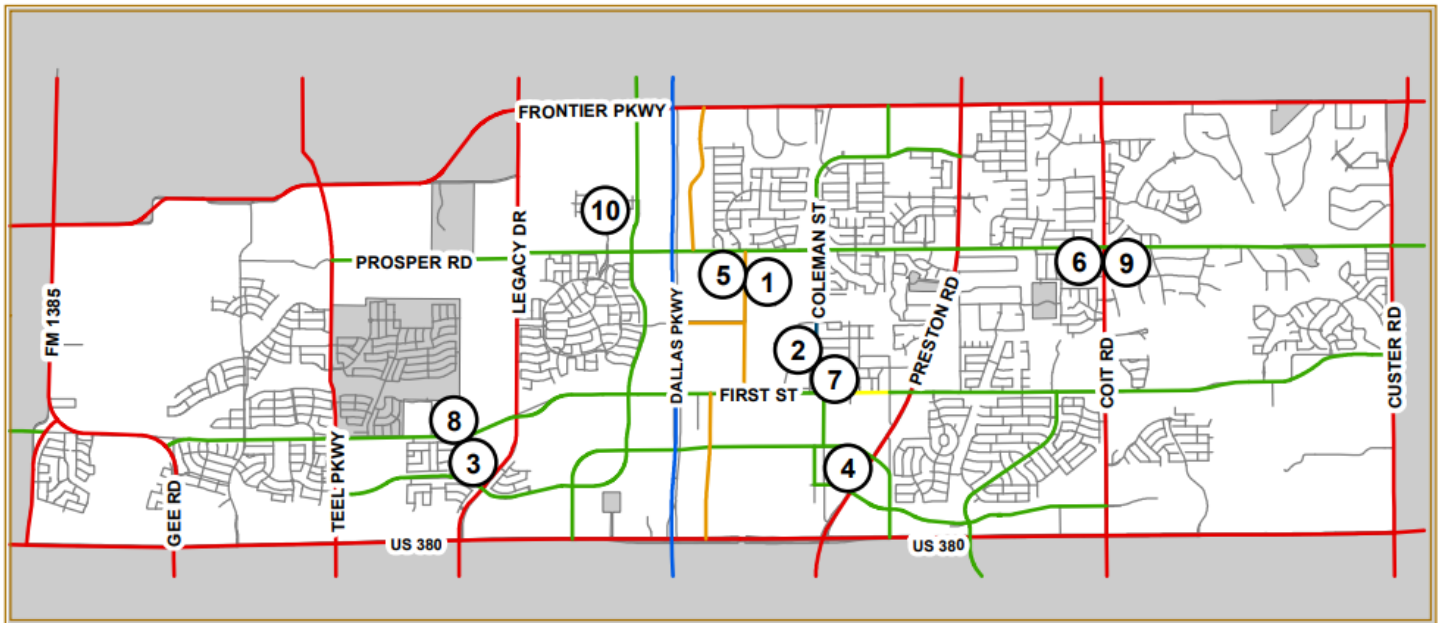 FRONTIER PKWY
10
LEGACY DR
COLEMAN ST
PROSPER RD
5
1
6
9
FM 1385
DALLAS PKWY
PRESTON RD
COIT RD
CUSTER RD
2
7
FIRST ST
8
3
4
TEEL PKWY
GEE RD
US 380
US 380